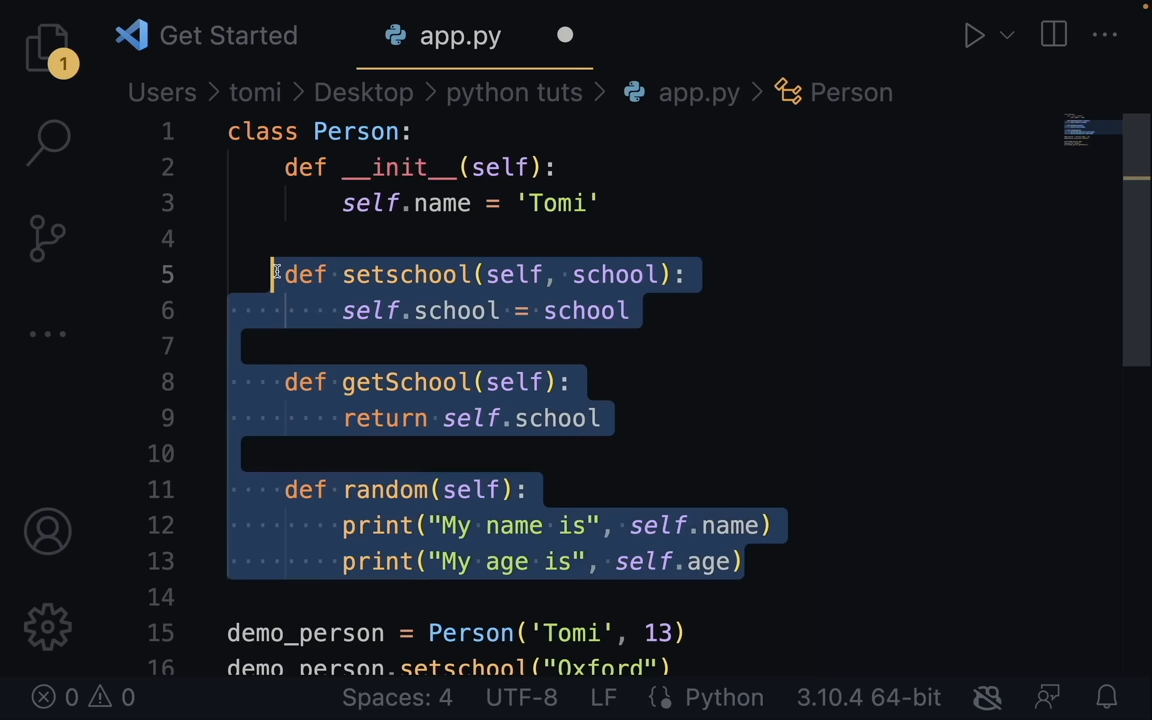 Get Started app.py
1
Users > tomi > Desktop > python tuts > app.py > Person
1 class Person:
2 def __init__(self):
3 self.name = 'Tomi'
4
5 def setschool(self, school):
6 self.school = school
7
8 def getSchool(self):
9 return self.school
10
11 def random(self):
12 print("My name is", self.name)
13 print("My age is", self.age)
14
15 demo_person = Person('Tomi', 13)
16 demo_person.setschool("Oxford")
0 0 Spaces: 4 UTF-8 LF Python 3.10.4 64-bit